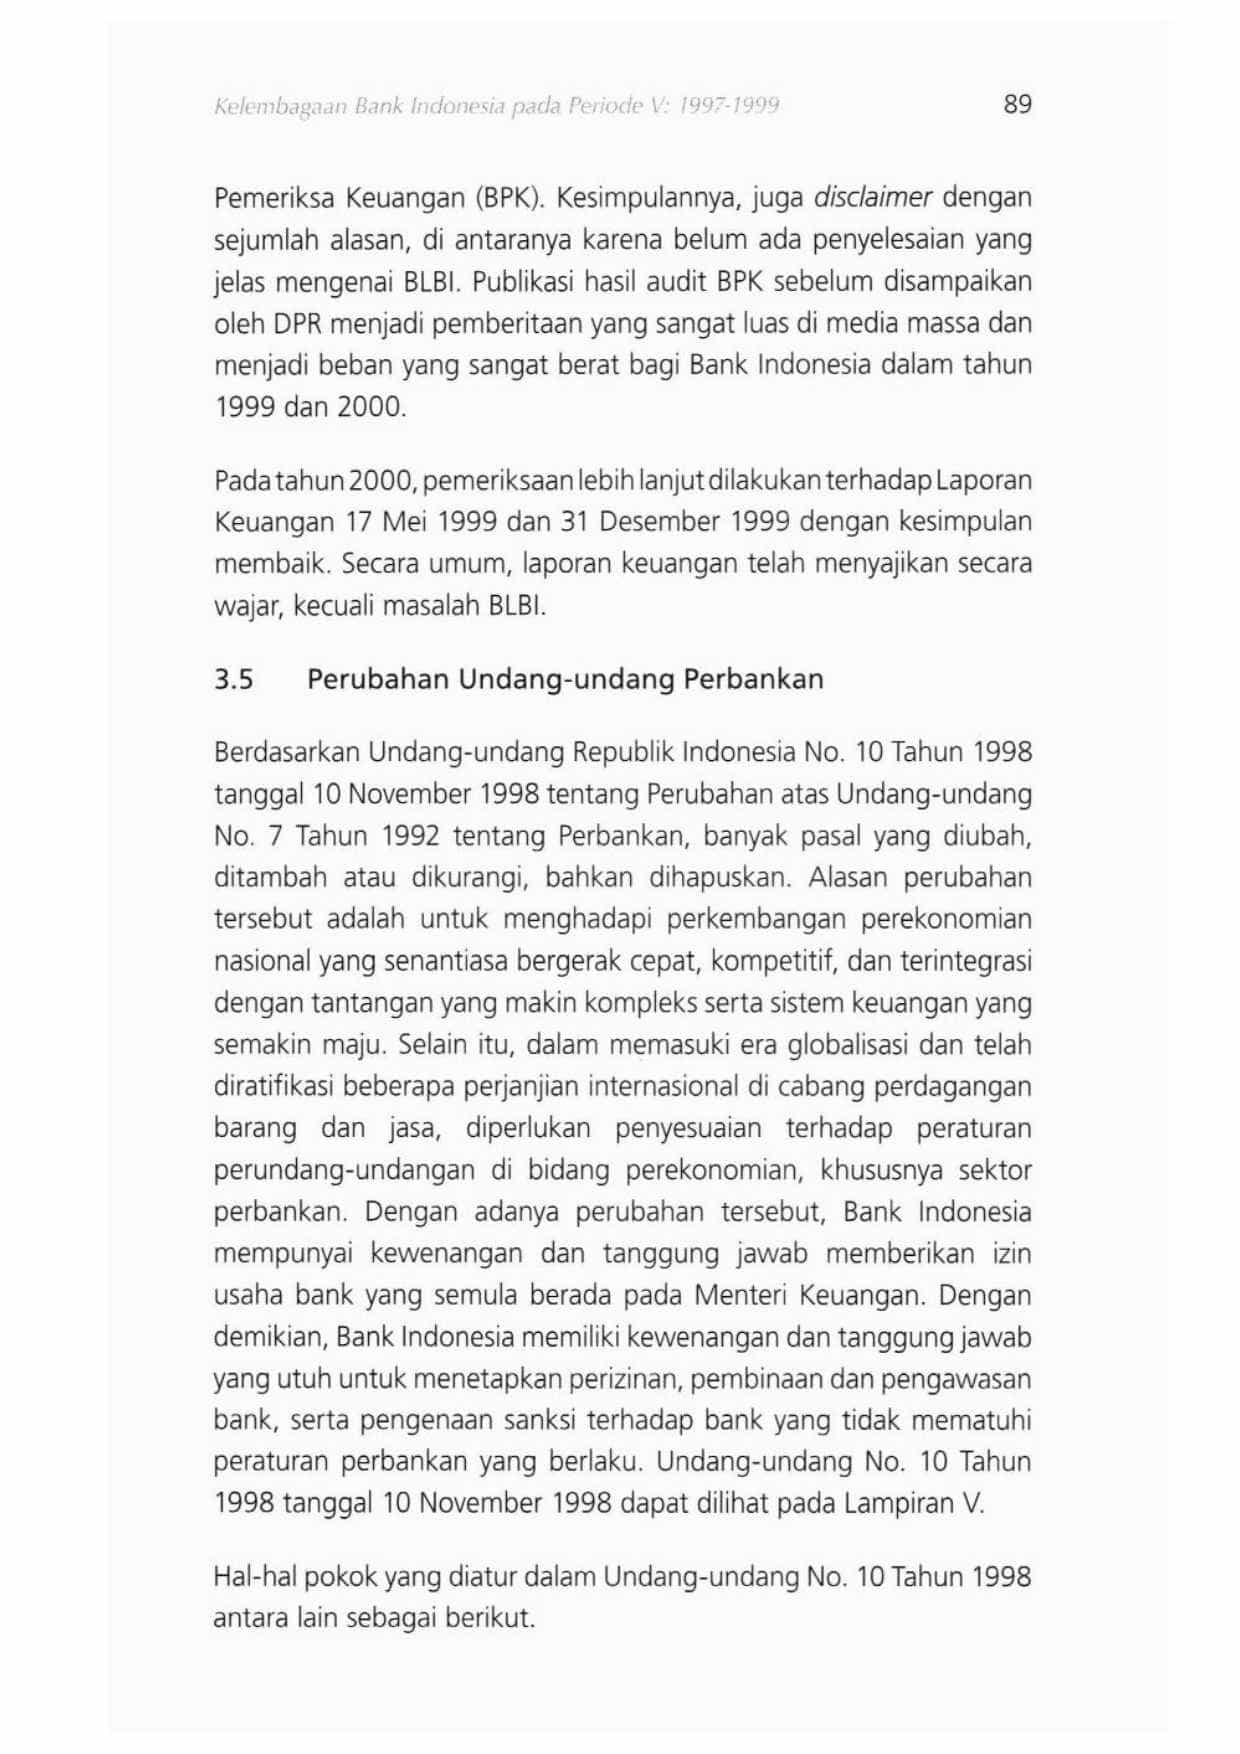 Kelembagaan Bank Indonesia pada Periode V: 1997-1999 89
Pemeriksa Keuangan (BPK). Kesimpulannya, juga disclaimer dengan
sejumlah alasan, di antaranya karena belum ada penyelesaian yang
jelas mengenai BLBI. Publikasi hasil audit BPK sebelum disampaikan
oleh DPR menjadi pemberitaan yang sangat luas di media massa dan
menjadi beban yang sangat berat bagi Bank Indonesia dalam tahun
1999 dan 2000.
Pada tahun 2000, pemeriksaan lebih lanjut dilakukan terhadap Laporan
Keuangan 17 Mei 1999 dan 31 Desember 1999 dengan kesimpulan
membaik. Secara umum, laporan keuangan telah menyajikan secara
wajar, kecuali masalah BLBI.
3.5 Perubahan Undang-undang Perbankan
Berdasarkan Undang-undang Republik Indonesia No. 10 Tahun 1998
tanggal 10 November 1998 tentang Perubahan atas Undang-undang
No. 7 Tahun 1992 tentang Perbankan, banyak pasal yang diubah,
ditambah atau dikurangi, bahkan dihapuskan. Alasan perubahan
tersebut adalah untuk menghadapi perkembangan perekonomian
nasional yang senantiasa bergerak cepat, kompetitif, dan terintegrasi
dengan tantangan yang makin kompleks serta sistem keuangan yang
semakin maju. Selain itu, dalam memasuki era globalisasi dan telah
diratifikasi beberapa perjanjian internasional di cabang perdagangan
barang dan jasa, diperlukan penyesuaian terhadap peraturan
perundang-undangan di bidang perekonomian, khususnya sektor
perbankan. Dengan adanya perubahan tersebut, Bank Indonesia
mempunyai kewenangan dan tanggung jawab memberikan izin
usaha bank yang semula berada pada Menteri Keuangan. Dengan
demikian, Bank Indonesia memiliki kewenangan dan tanggung jawab
yang utuh untuk menetapkan perizinan, pembinaan dan pengawasan
bank, serta pengenaan sanksi terhadap bank yang tidak mematuhi
peraturan perbankan yang berlaku. Undang-undang No. 10 Tahun
1998 tanggal 10 November 1998 dapat dilihat pada Lampiran V.
Hal-hal pokok yang diatur dalam Undang-undang No. 10 Tahun 1998
antara lain sebagai berikut.